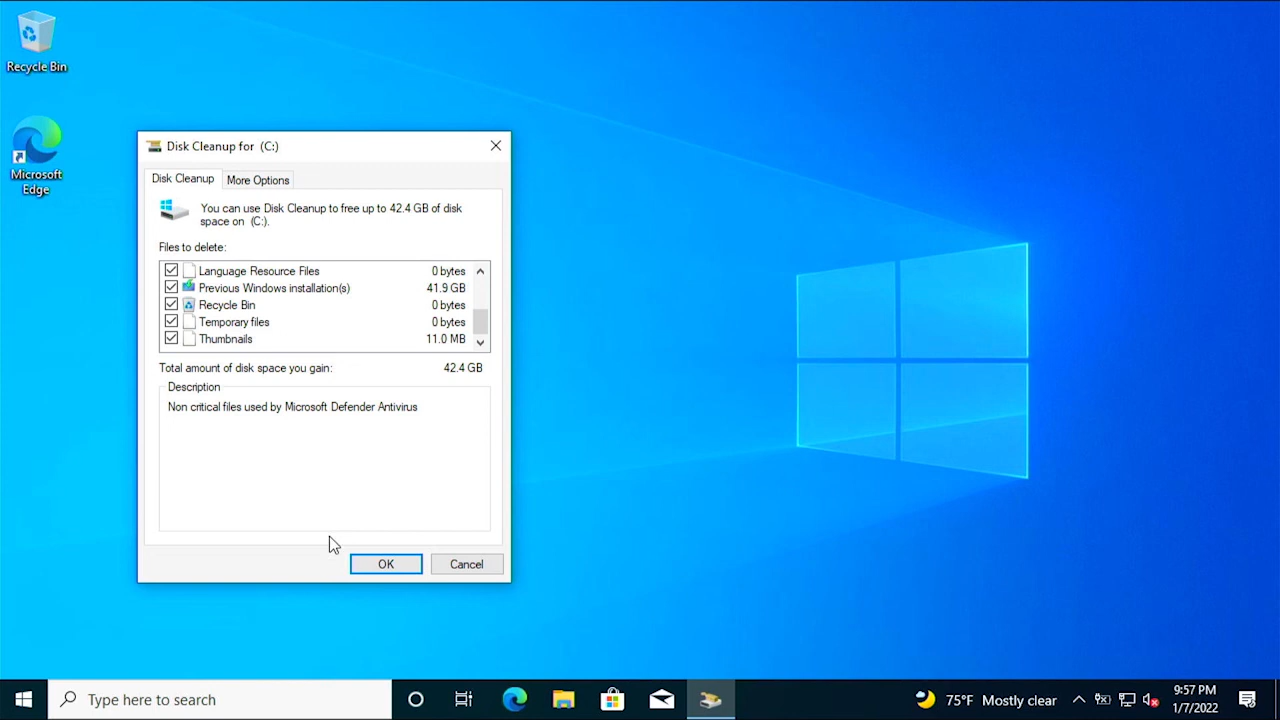 Recycle Bin
Microsoft
Edge
Disk Cleanup for (C:)
Disk Cleanup
More Options
You can use Disk Cleanup to free up to 42.4 GB of disk
space on (C:).
Files to delete:
Language Resource Files 0 bytes
Previous Windows installation(s) 41.9 GB
Recycle Bin 0 bytes
Temporary files 0 bytes
Thumbnails 11.0 MB
Total amount of disk space you gain: 42.4 GB
Description
Non critical files used by Microsoft Defender Antivirus
OK Cancel
Type here to search
75°F Mostly clear
9:57 PM
1/7/2022